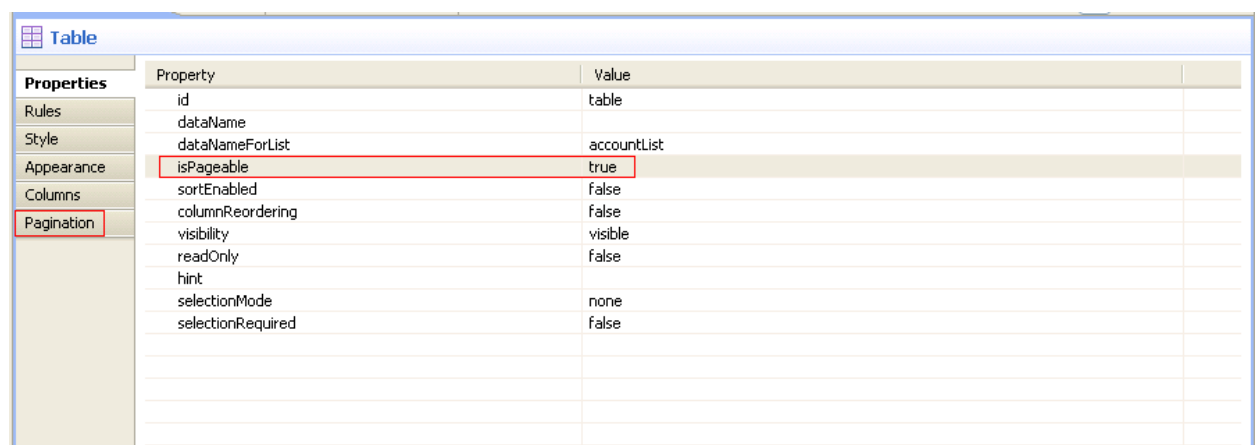 Table
Properties
Rules
Style
Appearance
Columns
Pagination
Property Value
id table
dataName
dataNameForList accountList
isPageable true
sortEnabled false
columnReordering false
visibility visible
readOnly false
hint
selectionMode none
selectionRequired false